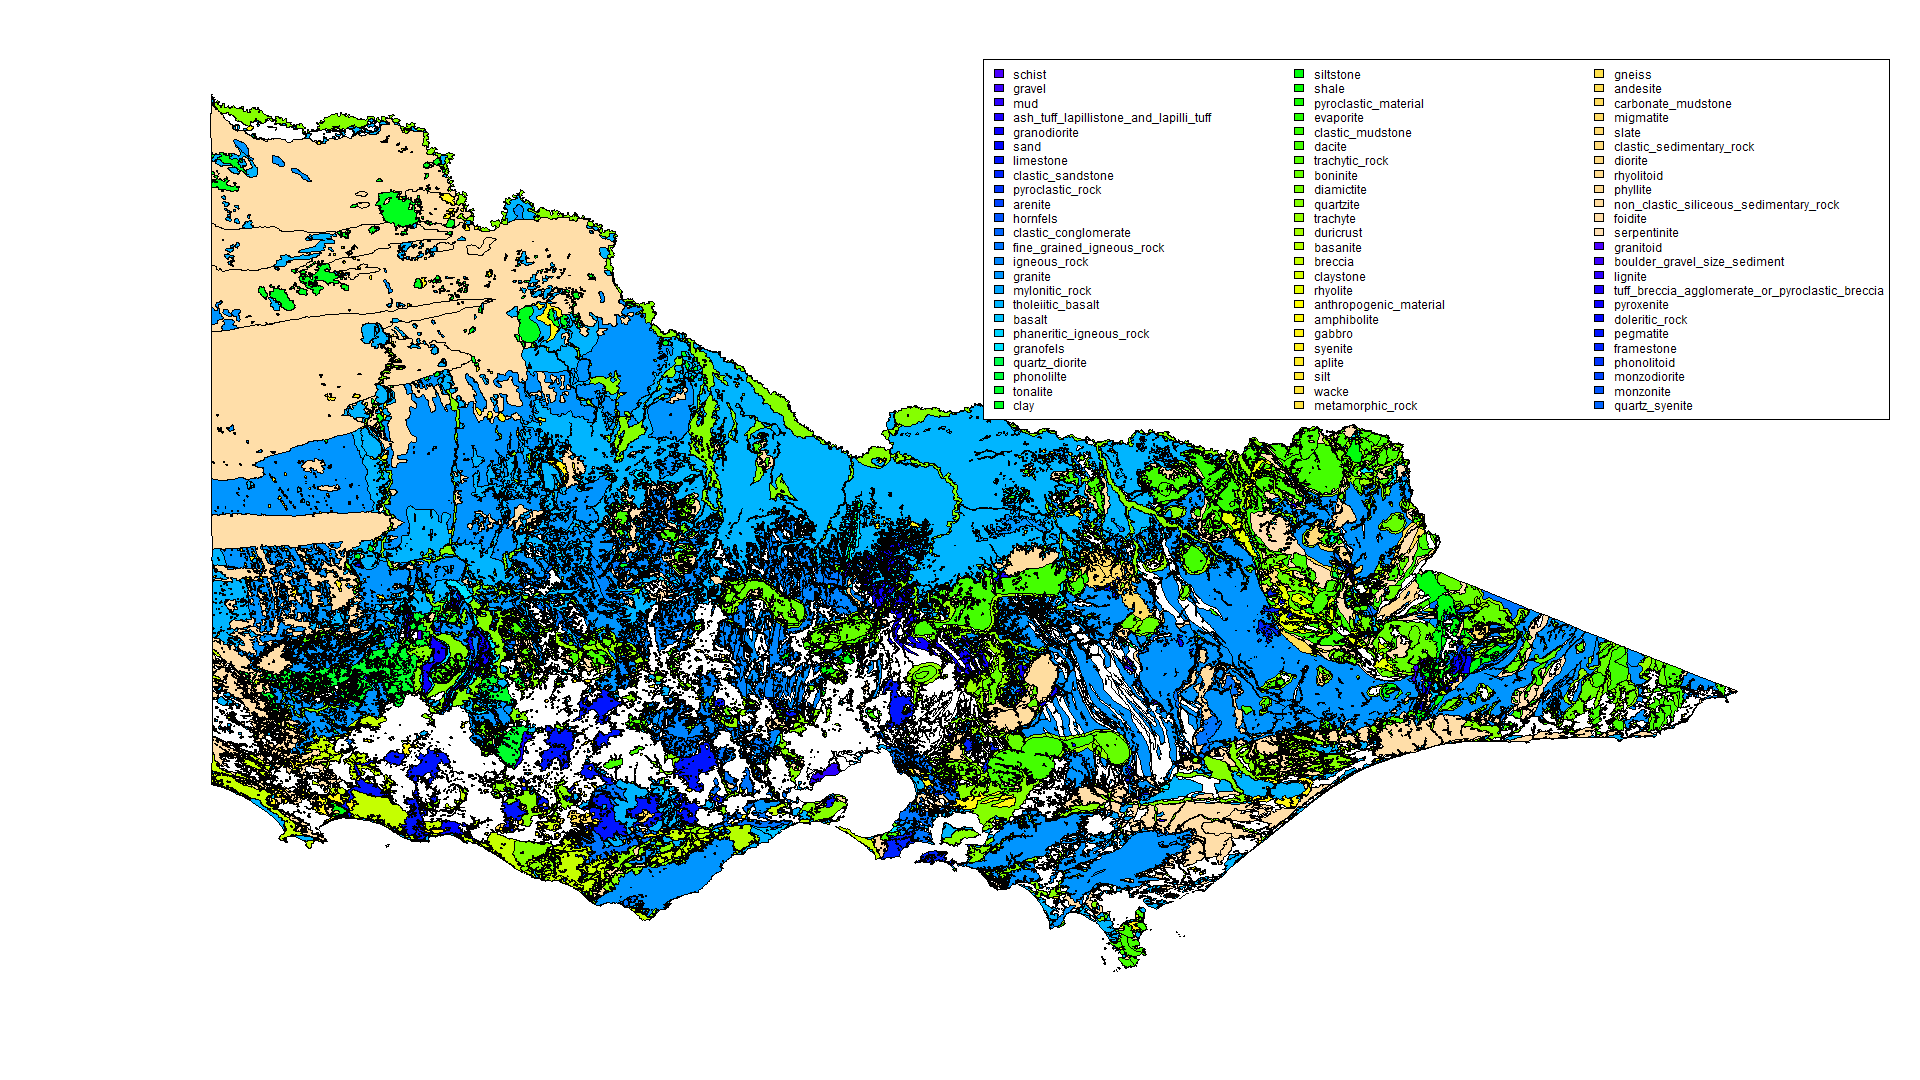 schist
gravel
mud
ash_tuff_lapillistone_and_lapilli_tuff
granodiorite
sand
limestone
clastic_sandstone
pyroclastic_rock
arenite
hornfels
clastic_conglomerate
fine_grained_igneous_rock
igneous_rock
granite
mylonitic_rock
tholeiitic_basalt
basalt
phaneritic_igneous_rock
granofels
quartz_diorite
phonolilte
tonalite
clay
siltstone
shale
pyroclastic_material
evaporite
clastic_mudstone
dacite
trachytic_rock
boninite
diamictite
quartzite
trachyte
duricrust
basanite
breccia
claystone
rhyolite
anthropogenic_material
amphibolite
gabbro
syenite
aplite
silt
wacke
metamorphic_rock
gneiss
andesite
carbonate_mudstone
migmatite
slate
clastic_sedimentary_rock
diorite
rhyolitoid
phyllite
non_clastic_siliceous_sedimentary_rock
foidite
serpentinite
granitoid
boulder_gravel_size_sediment
lignite
tuff_breccia_agglomerate_or_pyroclastic_breccia
pyroxenite
doleritic_rock
pegmatite
framestone
phonolitoid
monzodiorite
monzonite
quartz_syenite